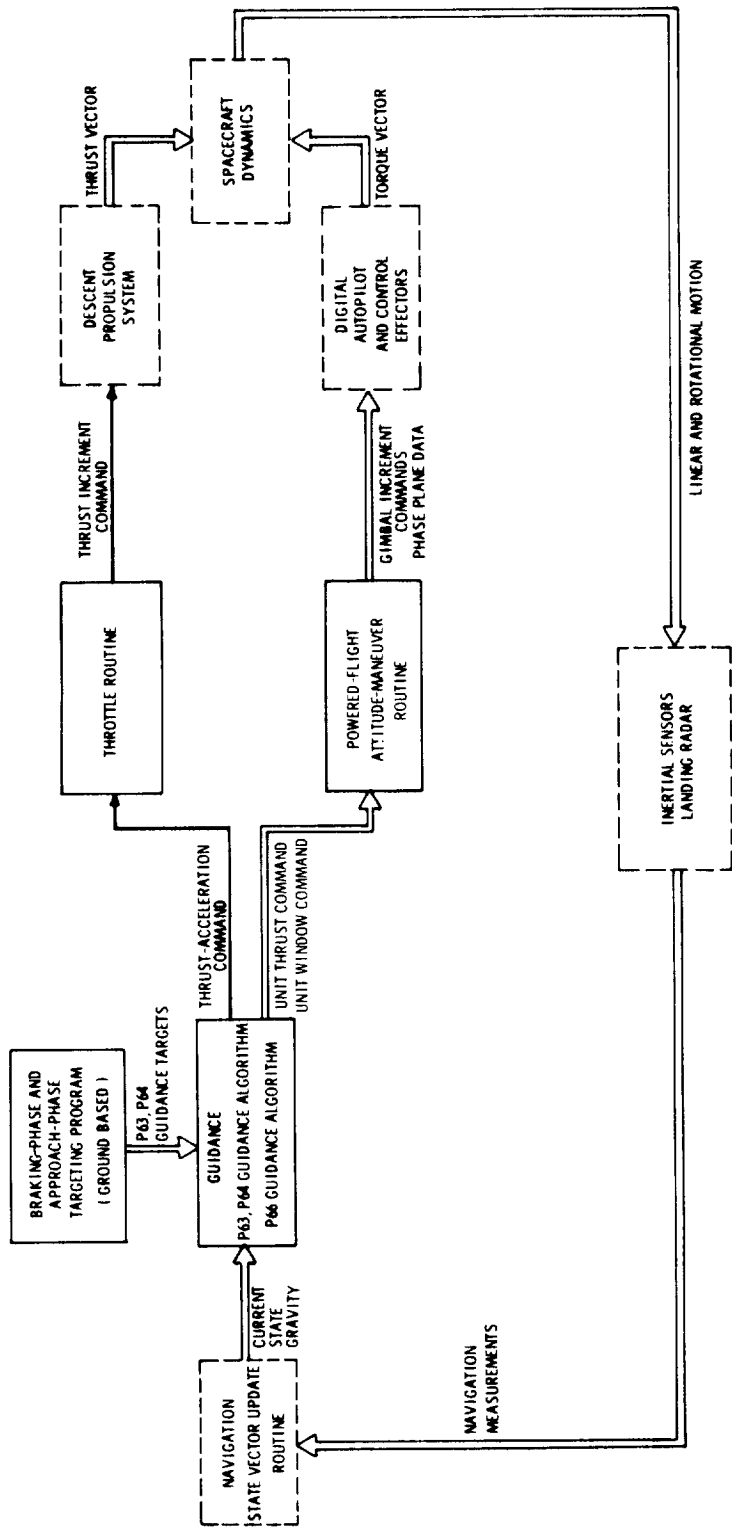 BRAKING-PHASE AND
APPROACH-PHASE
TARGETING PROGRAM
( GROUND BASED )
P63, P64
GUIDANCE TARGETS
NAVIGATION
STATE VECTOR UPDATE
ROUTINE
CURRENT
STATE
GRAVITY
GUIDANCE
P63, P64 GUIDANCE ALGORITHM
P66 GUIDANCE ALGORITHM
THRUST-ACCELERATION
COMMAND
UNIT THRUST COMMAND
UNIT WINDOW COMMAND
THROTTLE ROUTINE
THRUST INCREMENT
COMMAND
POWERED-FLIGHT
ATTITUDE-MANEUVER
ROUTINE
GIMBAL INCREMENT
COMMANDS
PHASE PLANE DATA
DESCENT
PROPULSION
SYSTEM
THRUST VECTOR
DIGITAL
AUTOPILOT
AND CONTROL
EFFECTORS
TORQUE VECTOR
SPACECRAFT
DYNAMICS
LINEAR AND ROTATIONAL MOTION
INERTIAL SENSORS
LANDING RADAR
NAVIGATION
MEASUREMENTS